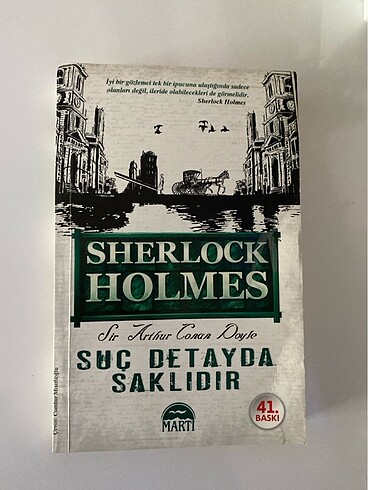 İyi bir gözlemci tek bir ipucuna ulaştığında sadece
olanları değil, ileride olabilecekleri de görmelidir.
Sherlock Holmes
SHERLOCK
HOLMES
Sir Arthur Conan Doyle
SUÇ DETAYDA
SAKLIDIR
41.
BASKI
MARTI